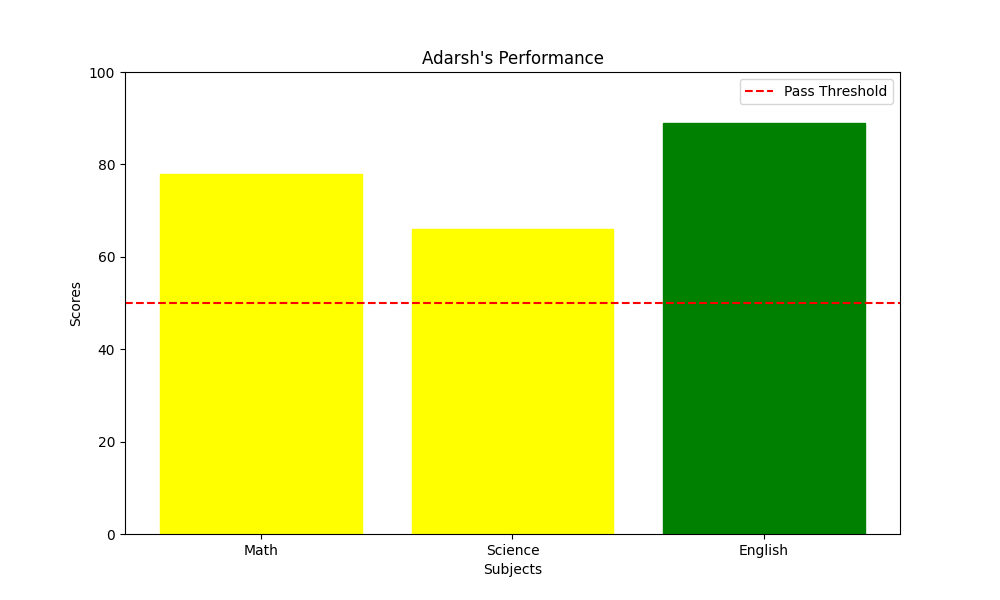 Adarsh's Performance
Pass Threshold
100
80
60
40
20
0
Scores
Math
Science
English
Subjects